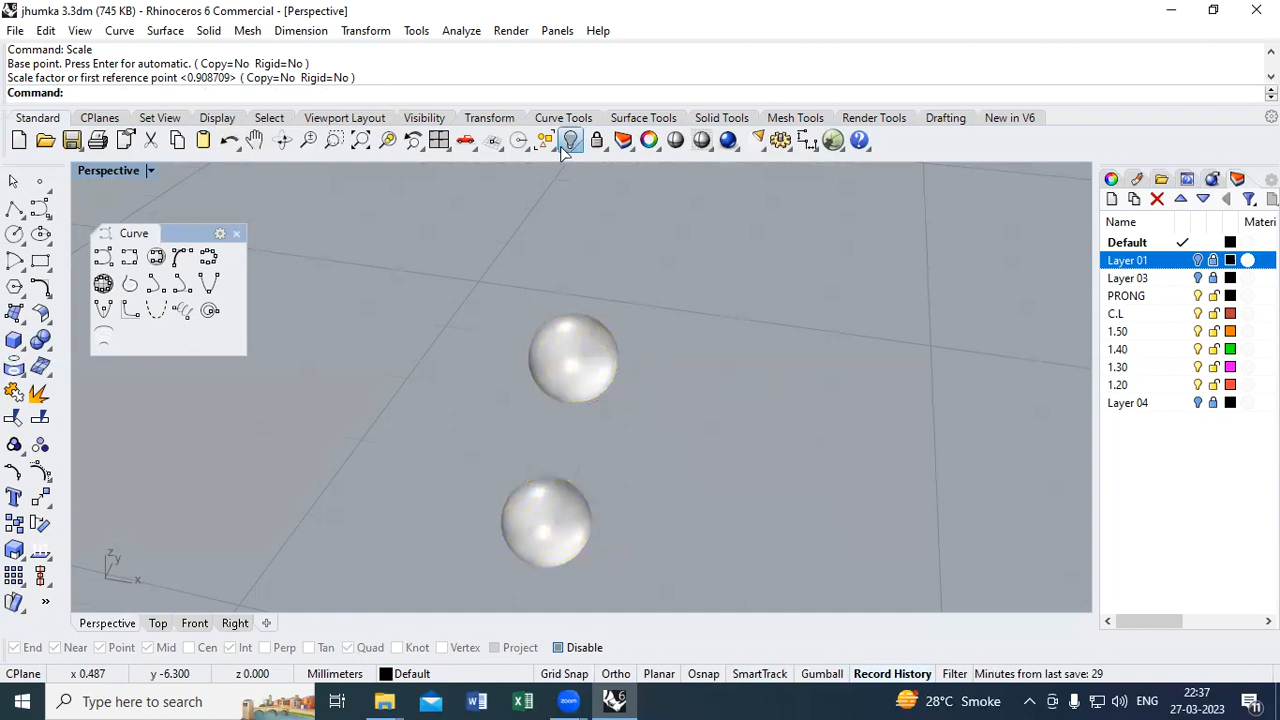 jhumka 3.3dm (745 KB) - Rhinoceros 6 Commercial - [Perspective]
File Edit View Curve Surface Solid Mesh Dimension Transform Tools Analyze Render Panels Help
Command: Scale
Base point. Press Enter for automatic. ( Copy=No Rigid=No )
Scale factor or first reference point <0.908709> ( Copy=No Rigid=No )
Command:
Standard CPlanes Set View Display Select Viewport Layout Visibility Transform Curve Tools Surface Tools Solid Tools Mesh Tools Render Tools Drafting New in V6
Perspective
Curve
Name Materi
Default
Layer 01
Layer 03
PRONG
C.L
1.50
1.40
1.30
1.20
Layer 04
z y x
Perspective Top Front Right
End Near Point Mid Cen Int Perp Tan Quad Knot Vertex Project Disable
CPlane x 0.487 y -6.300 z 0.000 Millimeters Default Grid Snap Ortho Planar Osnap SmartTrack Gumball Record History Filter Minutes from last save: 29
Type here to search
zoom
28°C Smoke
ENG
22:37
27-03-2023